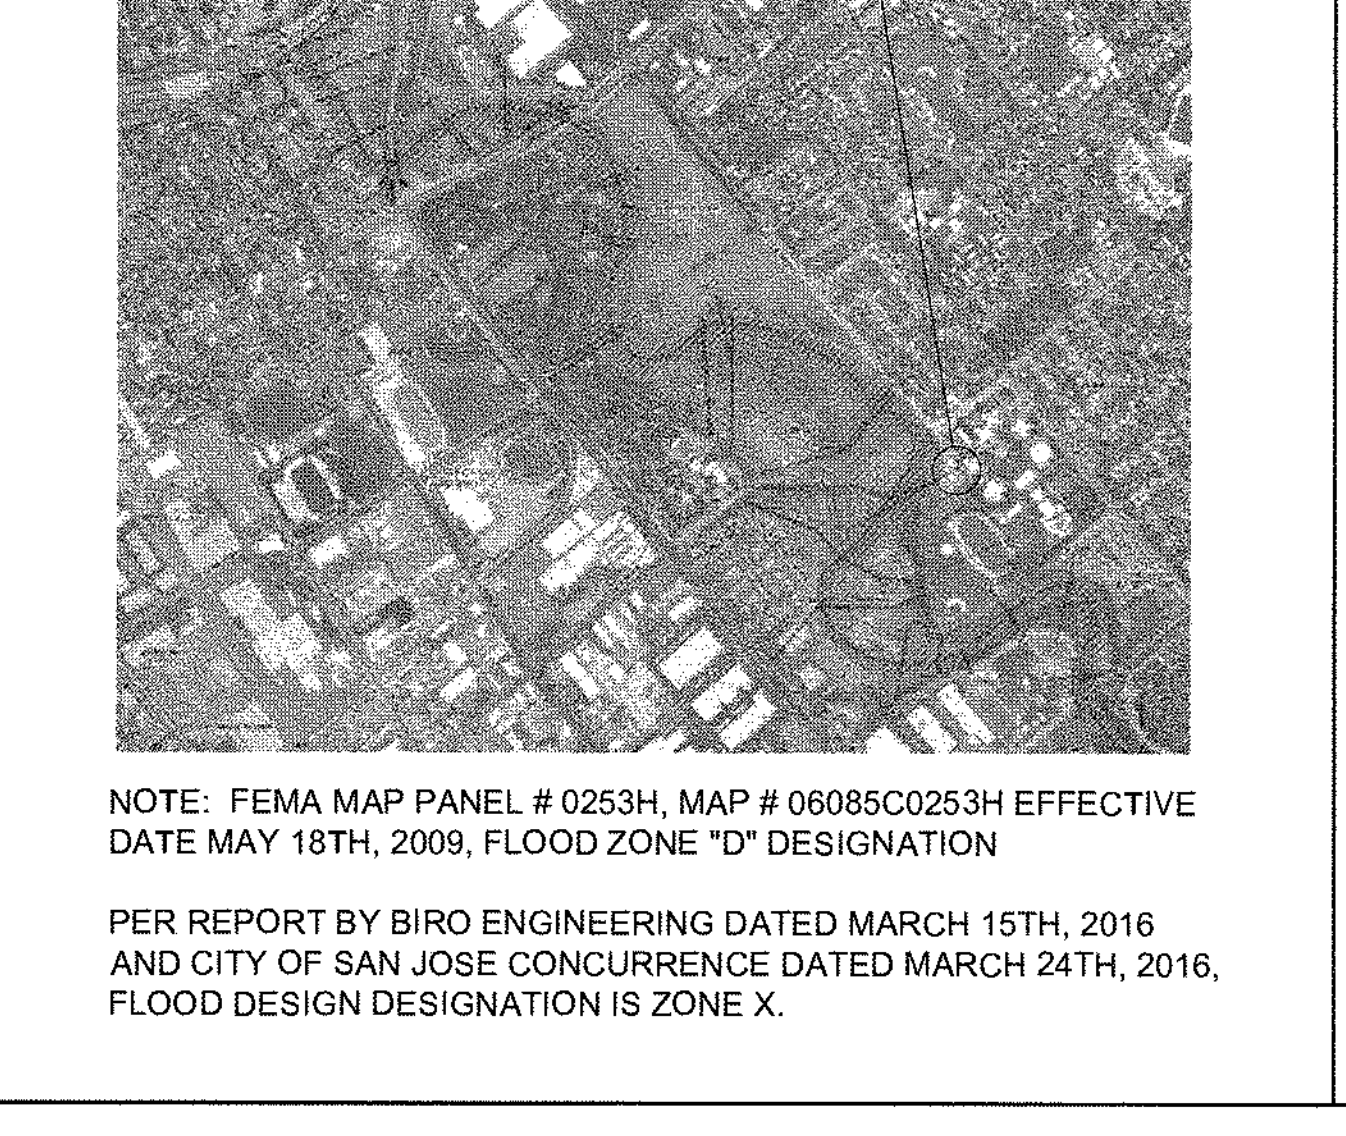 NOTE: FEMA MAP PANEL # 0253H, MAP # 06085C0253H EFFECTIVE
DATE MAY 18TH, 2009, FLOOD ZONE "D" DESIGNATION
PER REPORT BY BIRO ENGINEERING DATED MARCH 15TH, 2016
AND CITY OF SAN JOSE CONCURRENCE DATED MARCH 24TH, 2016,
FLOOD DESIGN DESIGNATION IS ZONE X.